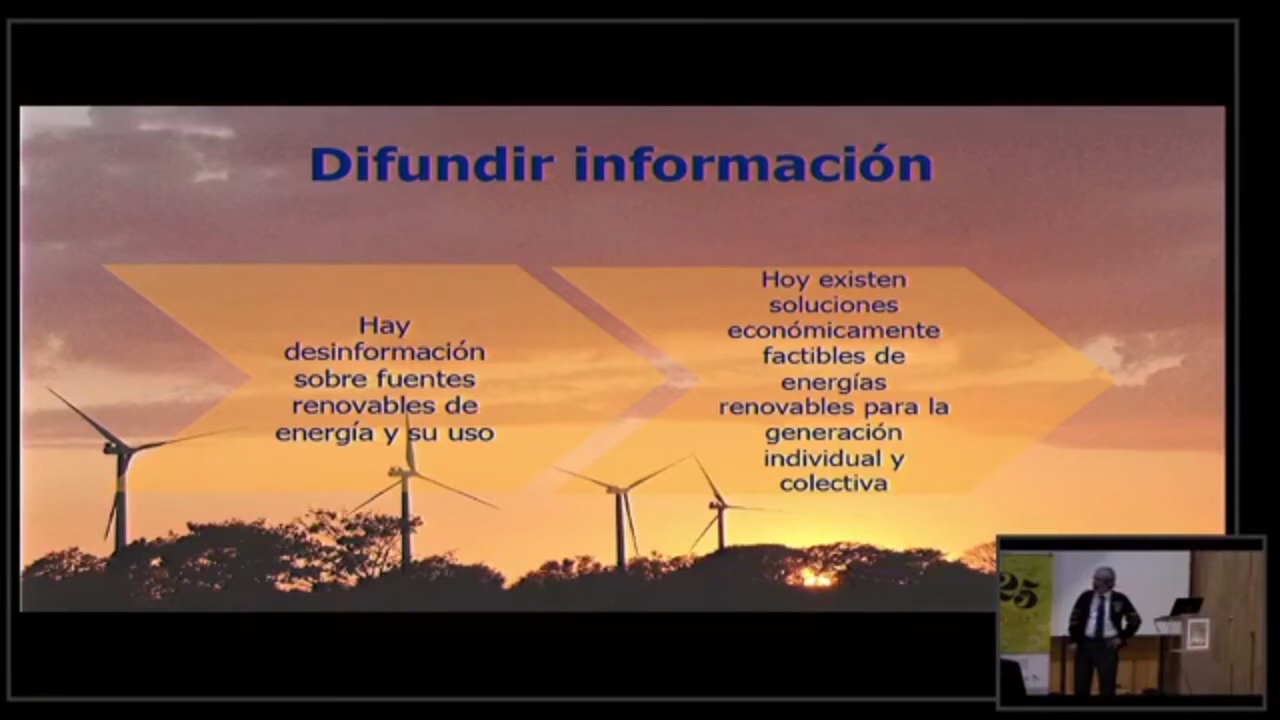 Difundir información
Hay
desinformación
sobre fuentes
renovables de
energía y su uso
Hoy existen
soluciones
económicamente
factibles de
energías
renovables para la
generación
individual y
colectiva
25